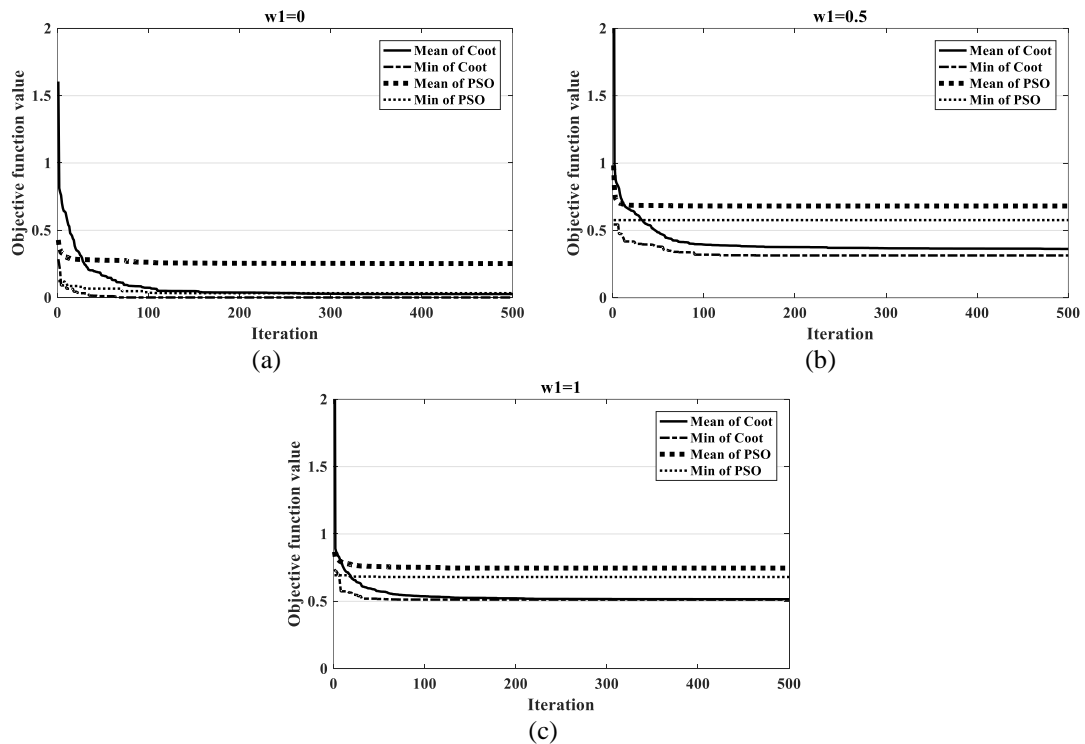 w1=0
2
1.5
1
0.5
0
Objective function value
Mean of Coot
Min of Coot
Mean of PSO
Min of PSO
0 100 200 300 400 500
Iteration
(a)
w1=0.5
2
1.5
1
0.5
0
Objective function value
Mean of Coot
Min of Coot
Mean of PSO
Min of PSO
0 100 200 300 400 500
Iteration
(b)
w1=1
2
1.5
1
0.5
0
Objective function value
Mean of Coot
Min of Coot
Mean of PSO
Min of PSO
0 100 200 300 400 500
Iteration
(c)